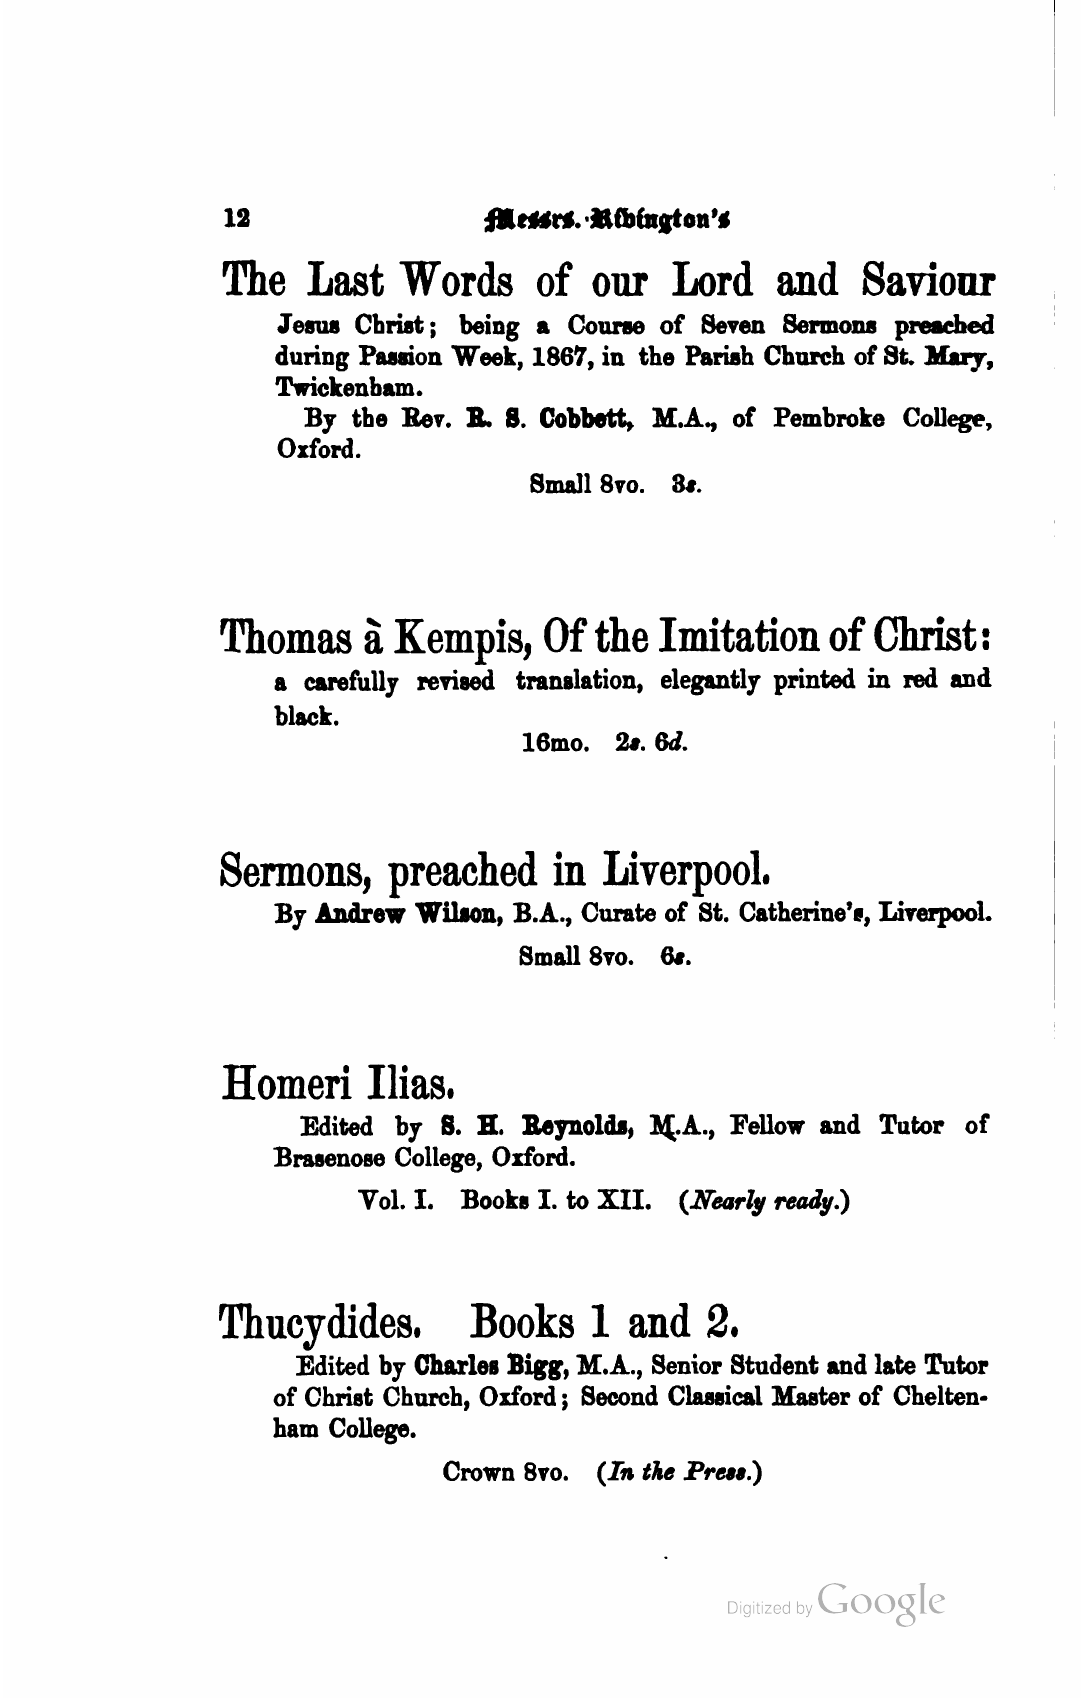 12 Messrs. Rivington's
The Last Words of our Lord and Saviour
Jesus Christ; being a Course of Seven Sermons preached
during Passion Week, 1867, in the Parish Church of St. Mary,
Twickenham.
By the Rev. R. S. Cobbett, M.A., of Pembroke College,
Oxford.
Small 8vo. 3s.
Thomas à Kempis, Of the Imitation of Christ:
a carefully revised translation, elegantly printed in red and
black.
16mo. 2s. 6d.
Sermons, preached in Liverpool.
By Andrew Wilson, B.A., Curate of St. Catherine's, Liverpool.
Small 8vo. 6s.
Homeri Ilias.
Edited by S. H. Reynolds, M.A., Fellow and Tutor of
Brasenose College, Oxford.
Vol. I. Books I. to XII. (Nearly ready.)
Thucydides. Books 1 and 2.
Edited by Charles Bigg, M.A., Senior Student and late Tutor
of Christ Church, Oxford; Second Classical Master of Chelten-
ham College.
Crown 8vo. (In the Press.)
Digitized by Google